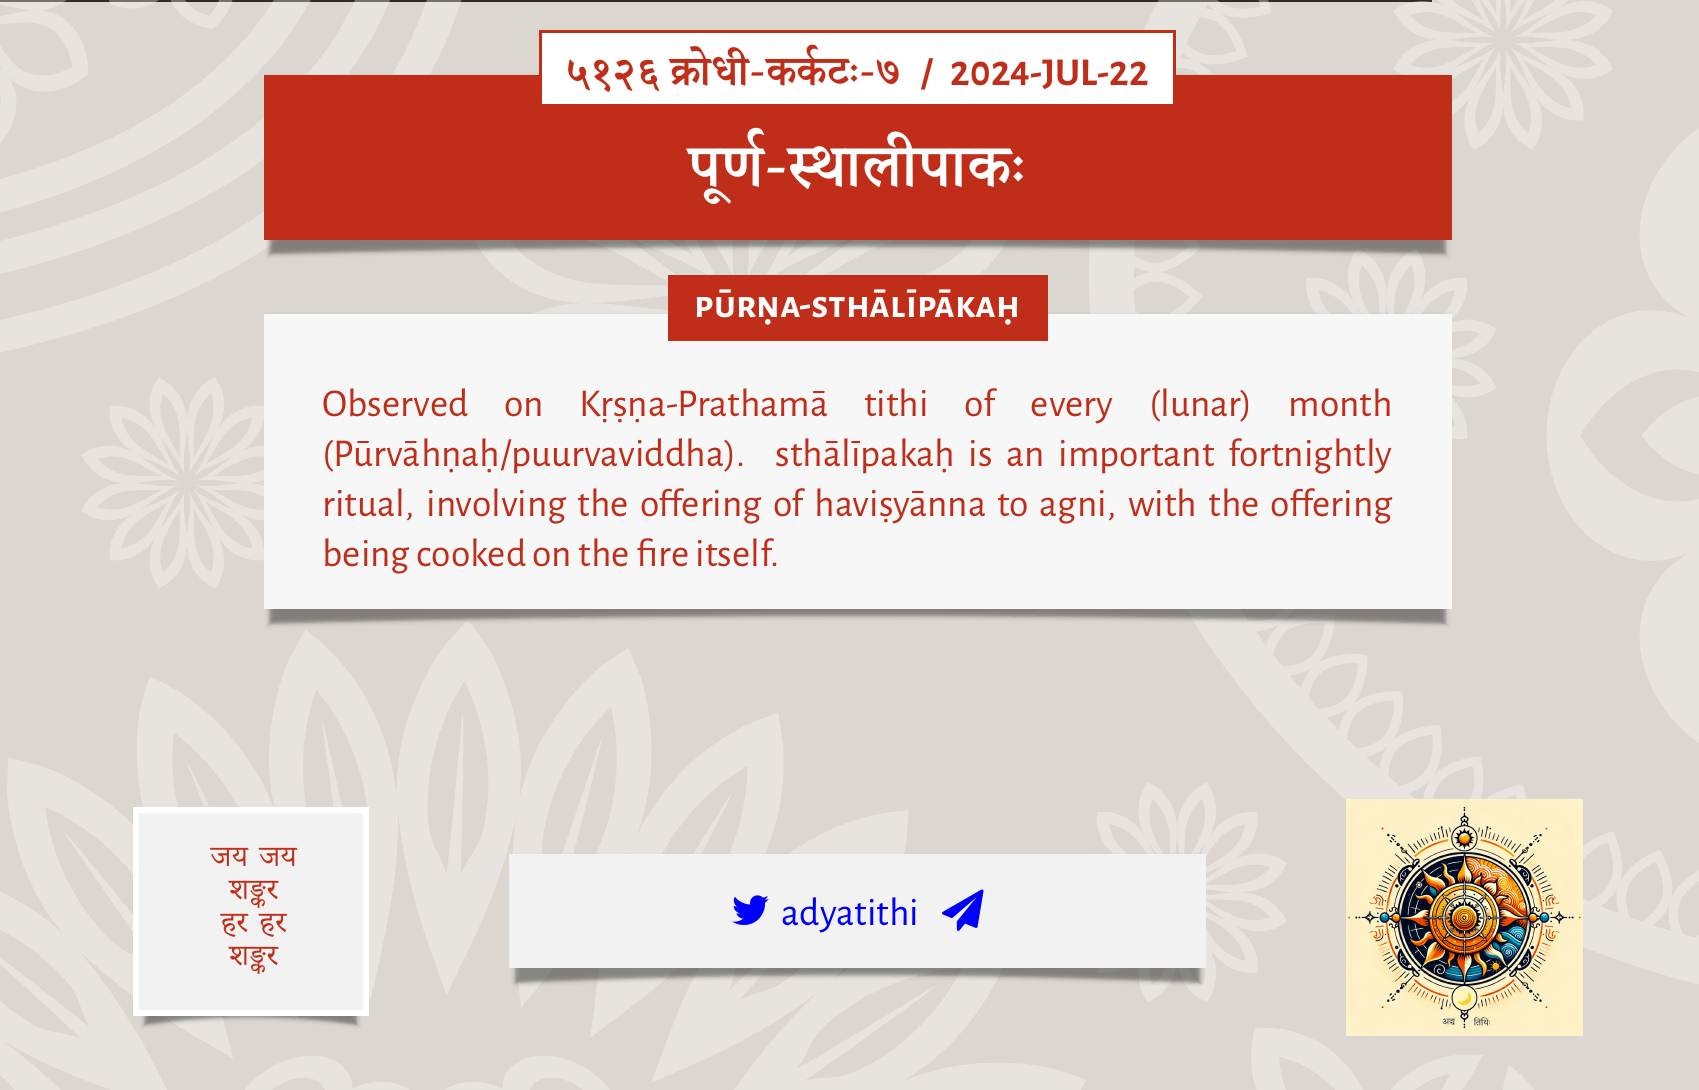 ५१२६ क्रोधी-कर्कटः-७ / 2024-JUL-22
पूर्ण-स्थालीपाकः
PŪRṆA-STHĀLĪPĀKAḤ
Observed on Kṛṣṇa-Prathamā tithi of every (lunar) month
(Pūrvāhṇaḥ/puurvaviddha). sthālīpakaḥ is an important fortnightly
ritual, involving the offering of haviṣyānna to agni, with the offering
being cooked on the fire itself.
जय जय
शङ्कर
हर हर
शङ्कर
adyatithi
अद्य तिथिः